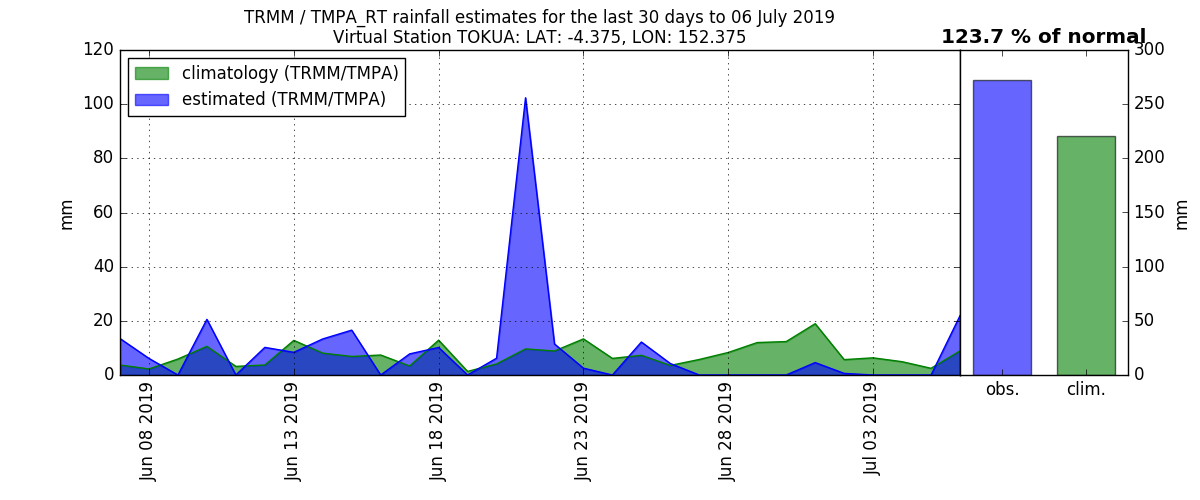 TRMM / TMPA_RT rainfall estimates for the last 30 days to 06 July 2019
Virtual Station TOKUA: LAT: -4.375, LON: 152.375
123.7 % of normal
climatology (TRMM/TMPA)
estimated (TRMM/TMPA)
120
100
80
60
40
20
0
mm
Jun 08 2019
Jun 13 2019
Jun 18 2019
Jun 23 2019
Jun 28 2019
Jul 03 2019
300
250
200
150
100
50
0
mm
obs.
clim.